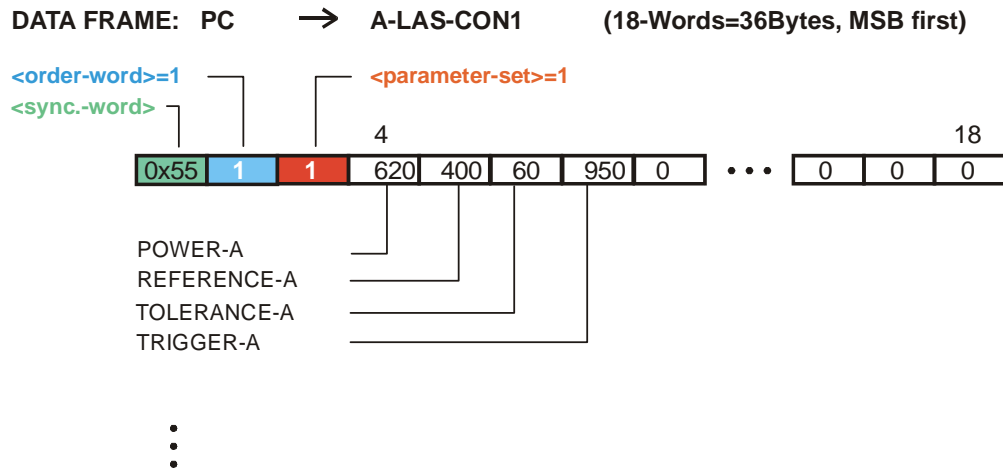 DATA FRAME: PC → A-LAS-CON1 (18-Words=36Bytes, MSB first)
<order-word>=1 <parameter-set>=1
<sync.-word>
4 18
0x55 1 1 620 400 60 950 0 • • • 0 0 0
POWER-A
REFERENCE-A
TOLERANCE-A
TRIGGER-A